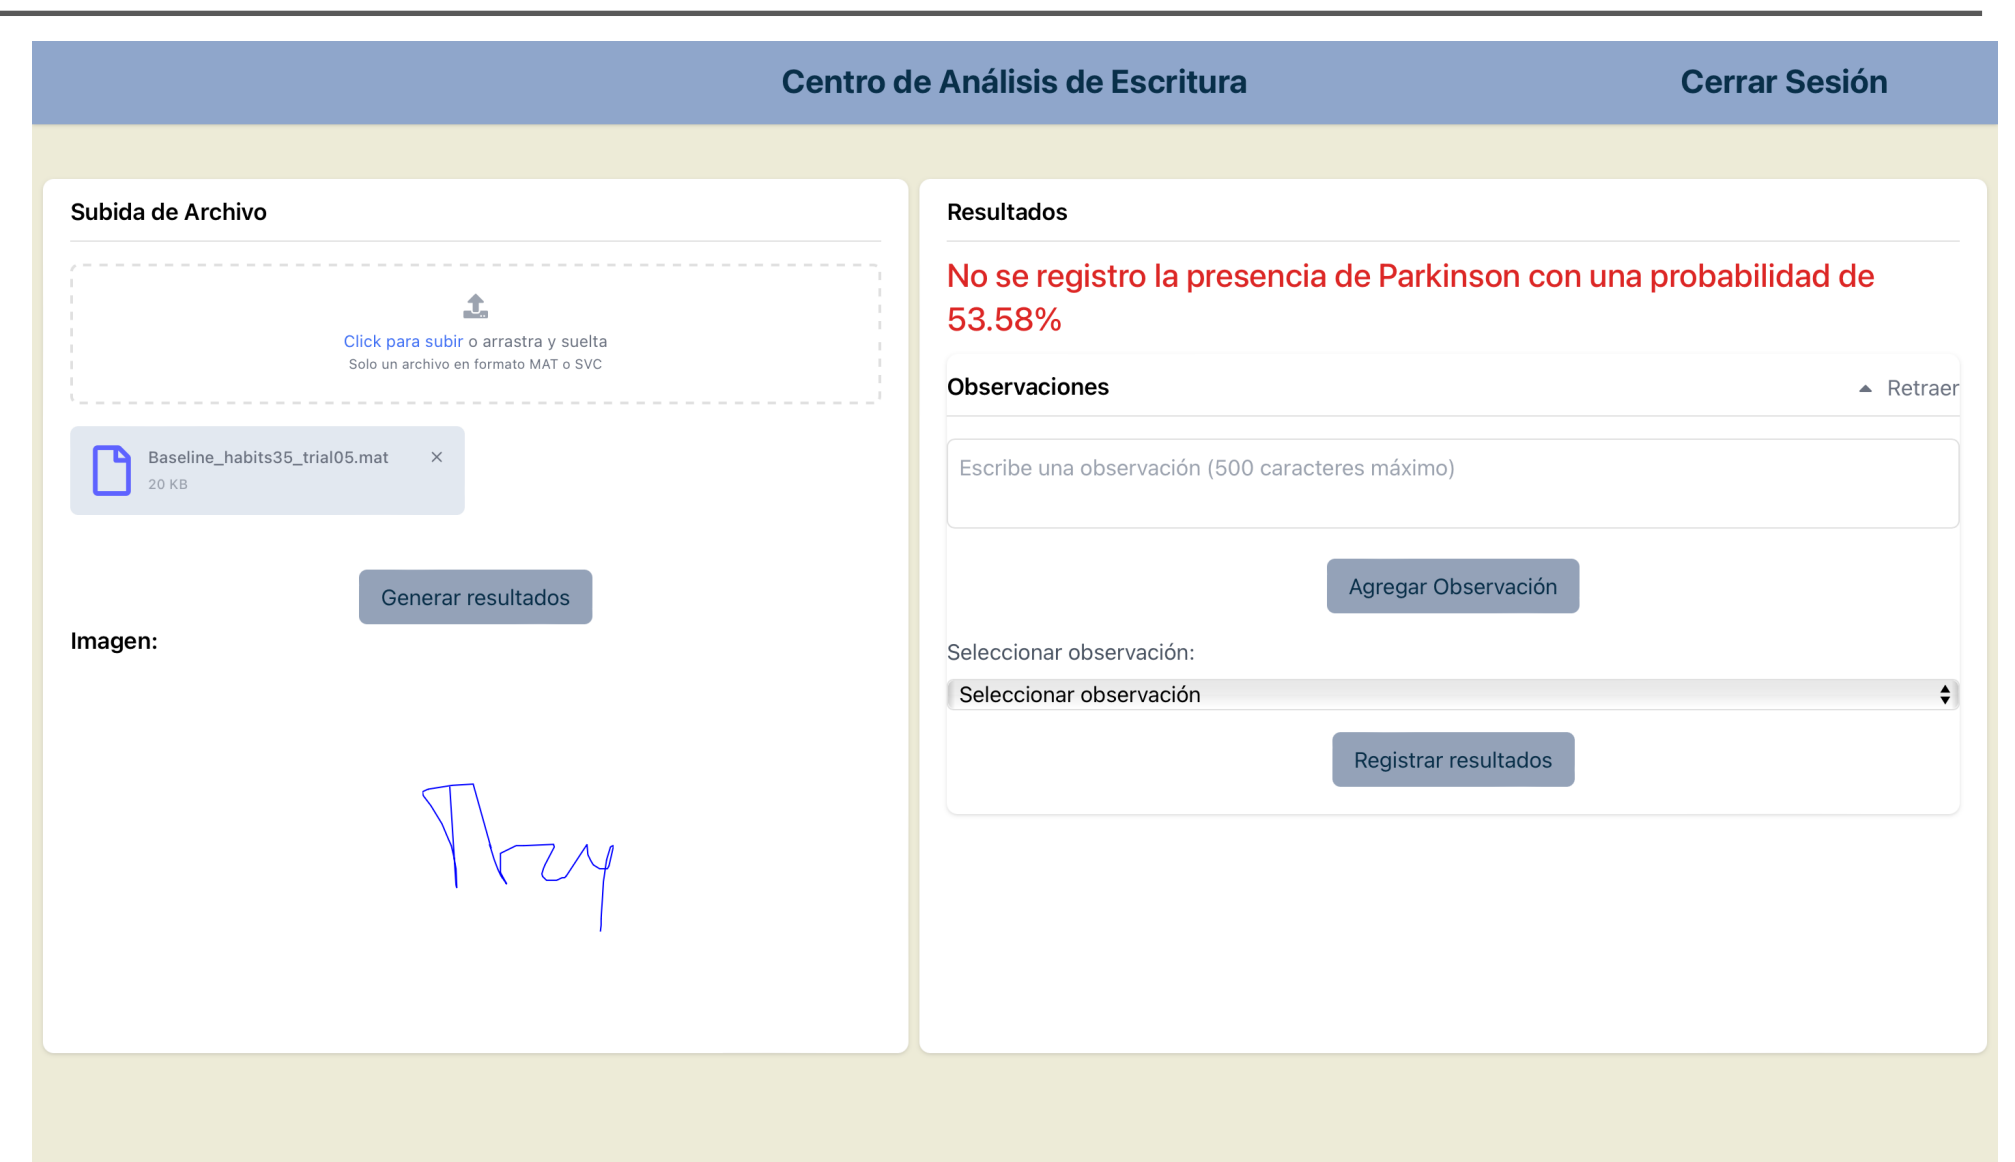 Centro de Análisis de Escritura
Cerrar Sesión
Subida de Archivo
Click para subir o arrastra y suelta
Solo un archivo en formato MAT o SVC
Baseline_habits35_trial05.mat
20 KB
Generar resultados
Imagen:
Resultados
No se registro la presencia de Parkinson con una probabilidad de
53.58%
Observaciones
Retraer
Escribe una observación (500 caracteres máximo)
Agregar Observación
Seleccionar observación:
Seleccionar observación
Registrar resultados